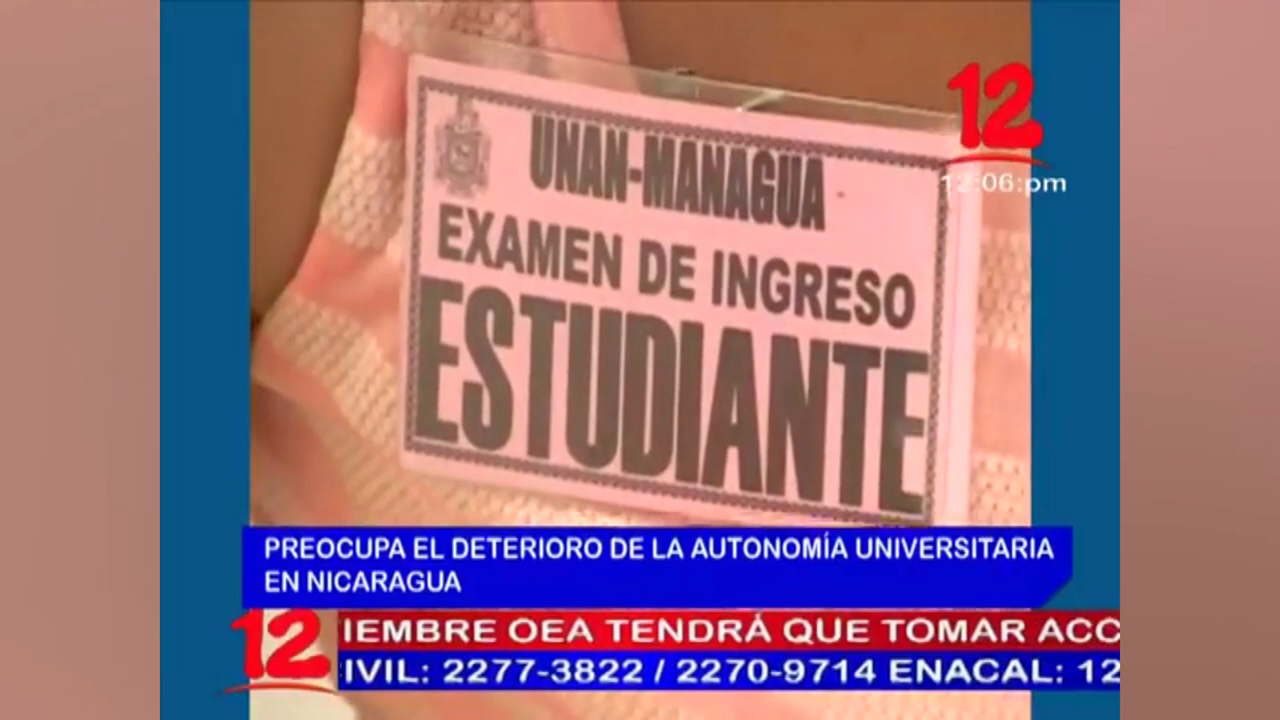 12
12:06:pm
UNAN-MANAGUA
EXAMEN DE INGRESO
ESTUDIANTE
PREOCUPA EL DETERIORO DE LA AUTONOMÍA UNIVERSITARIA
EN NICARAGUA
12
IEMBRE OEA TENDRÁ QUE TOMAR ACC
IVIL: 2277-3822 / 2270-9714 ENACAL: 12